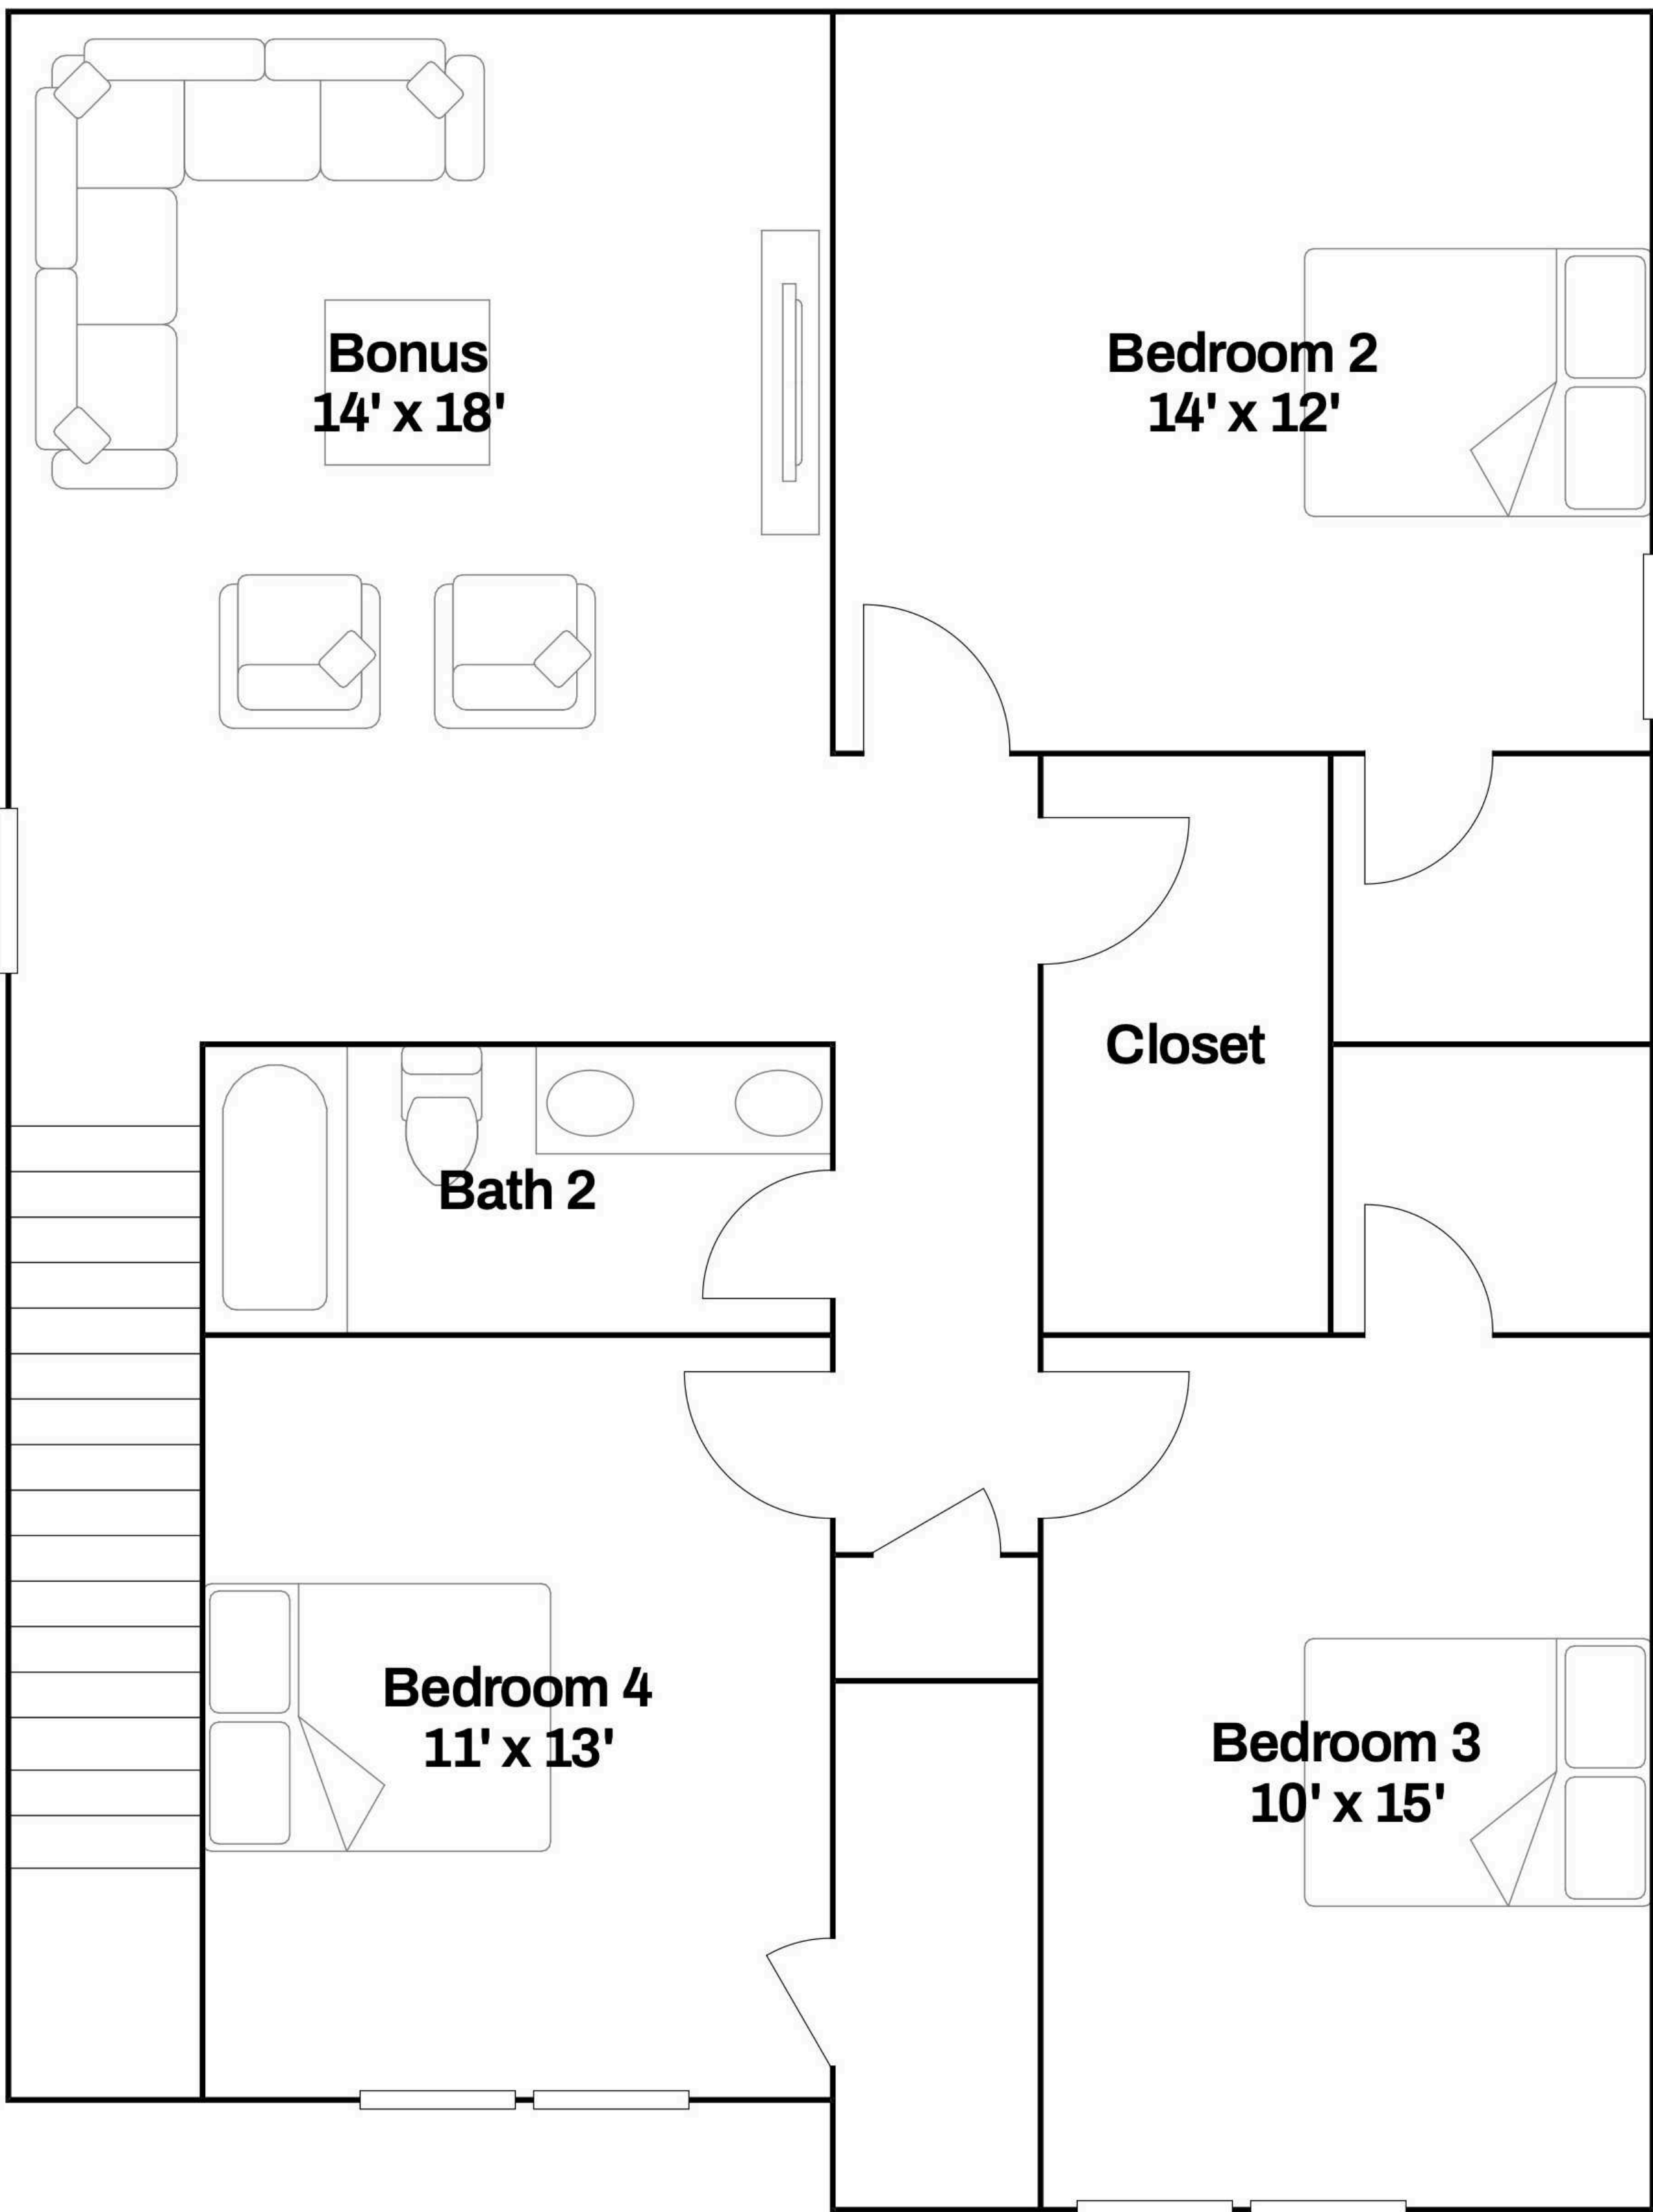 Bonus
14' x 18'
Bedroom 2
14' x 12'
Closet
Bath 2
Bedroom 4
11' x 13'
Bedroom 3
10' x 15'